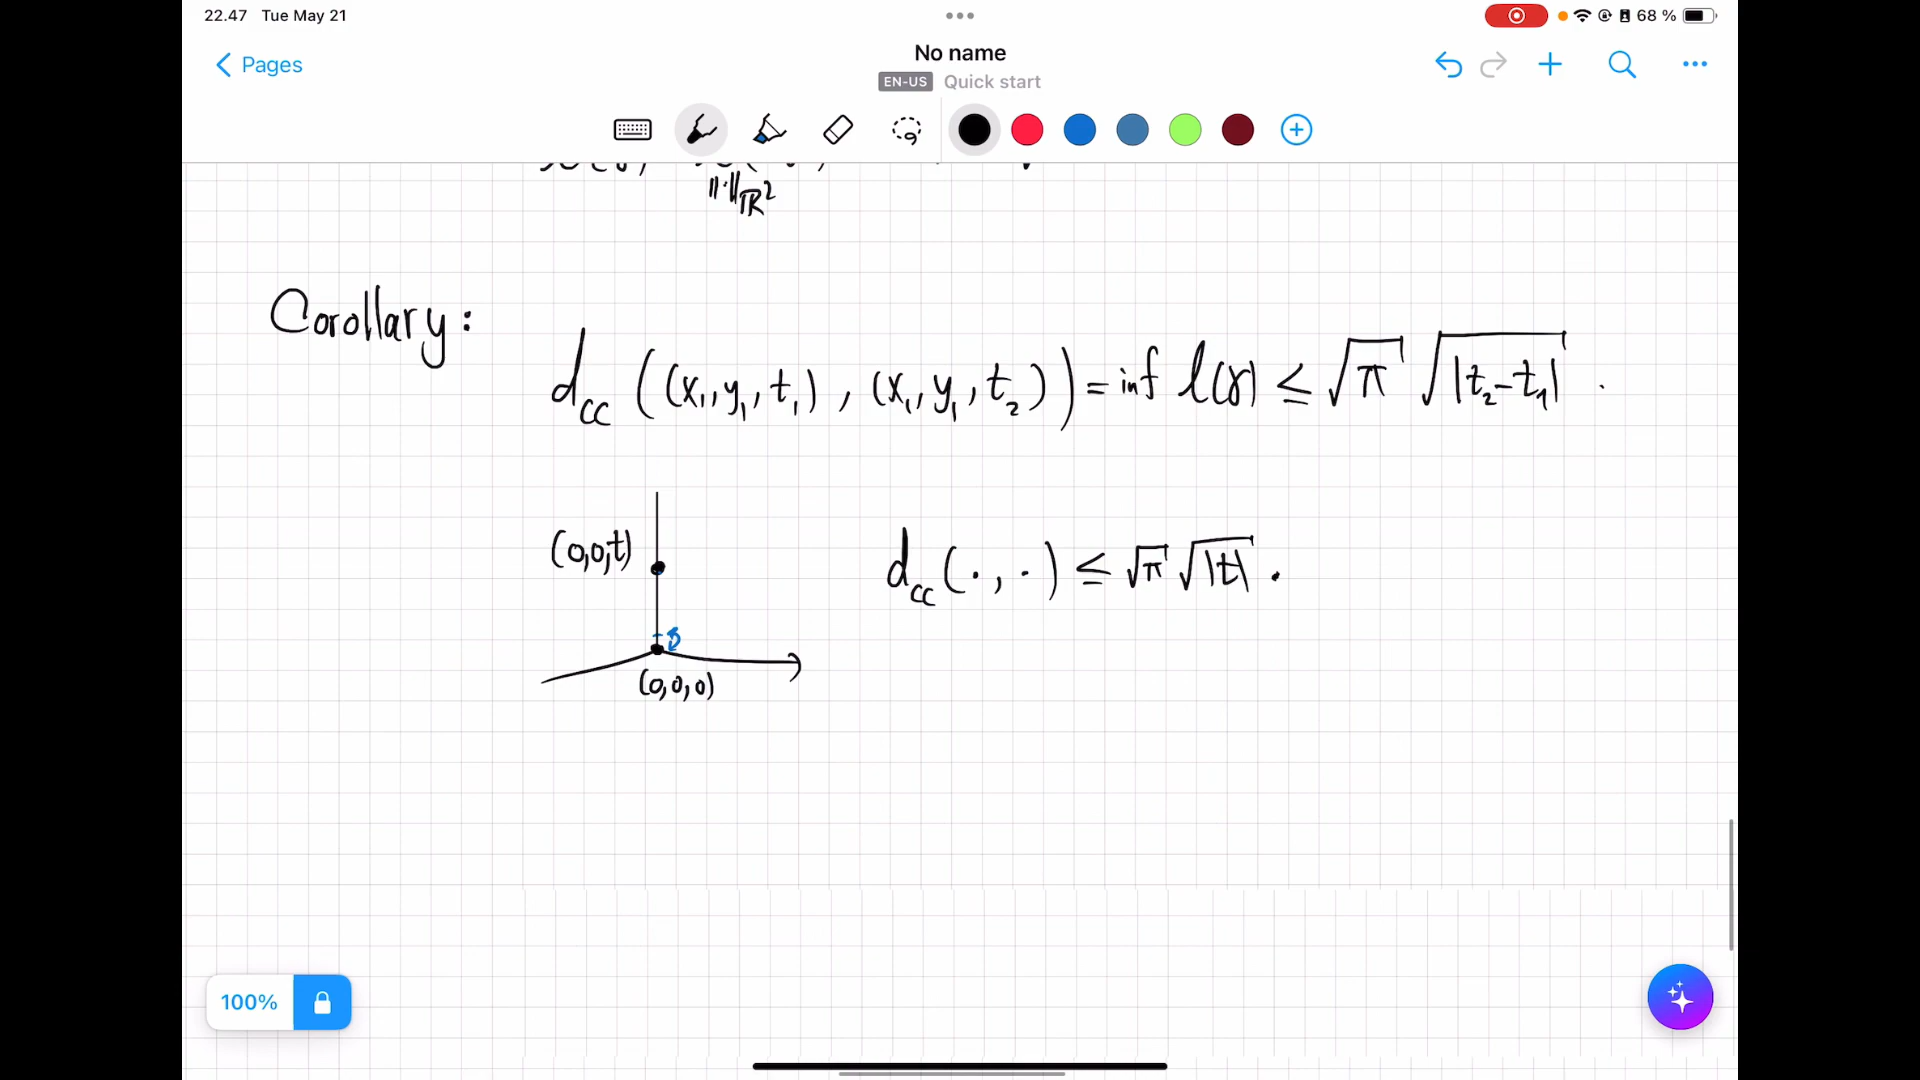 22.47 Tue May 21
68 %
Pages
No name
EN-US Quick start
‖·‖ℝ²
Corollary:
d_cc ((x₁, y₁, t₁), (x₁, y₁, t₂)) = inf ℓ(γ) ≤ √π √|t₂-t₁| .
(0,0,t)
d_cc (·, ·) ≤ √π √|t| .
(0,0,0)
100%